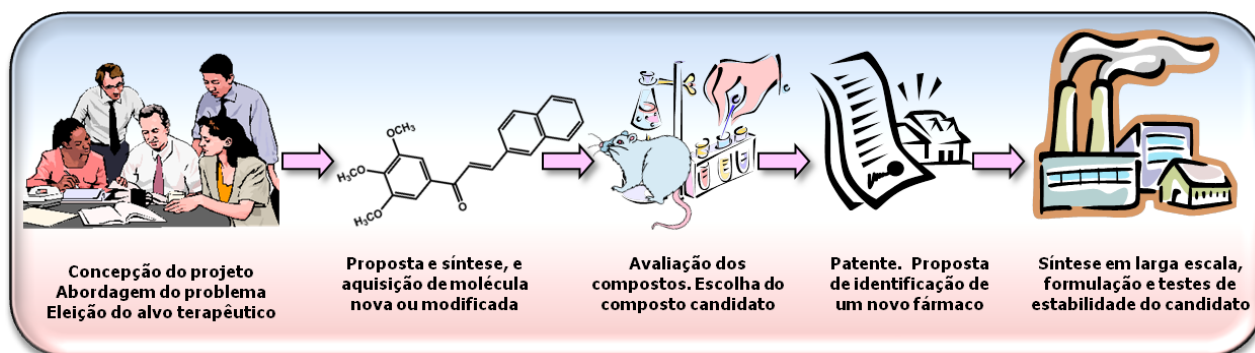 OCH₃
H₃CO
H₃CO
O
Concepção do projeto
Abordagem do problema
Eleição do alvo terapêutico
Proposta e síntese, e
aquisição de molécula
nova ou modificada
Avaliação dos
compostos. Escolha do
composto candidato
Patente. Proposta
de identificação de
um novo fármaco
Síntese em larga escala,
formulação e testes de
estabilidade do candidato